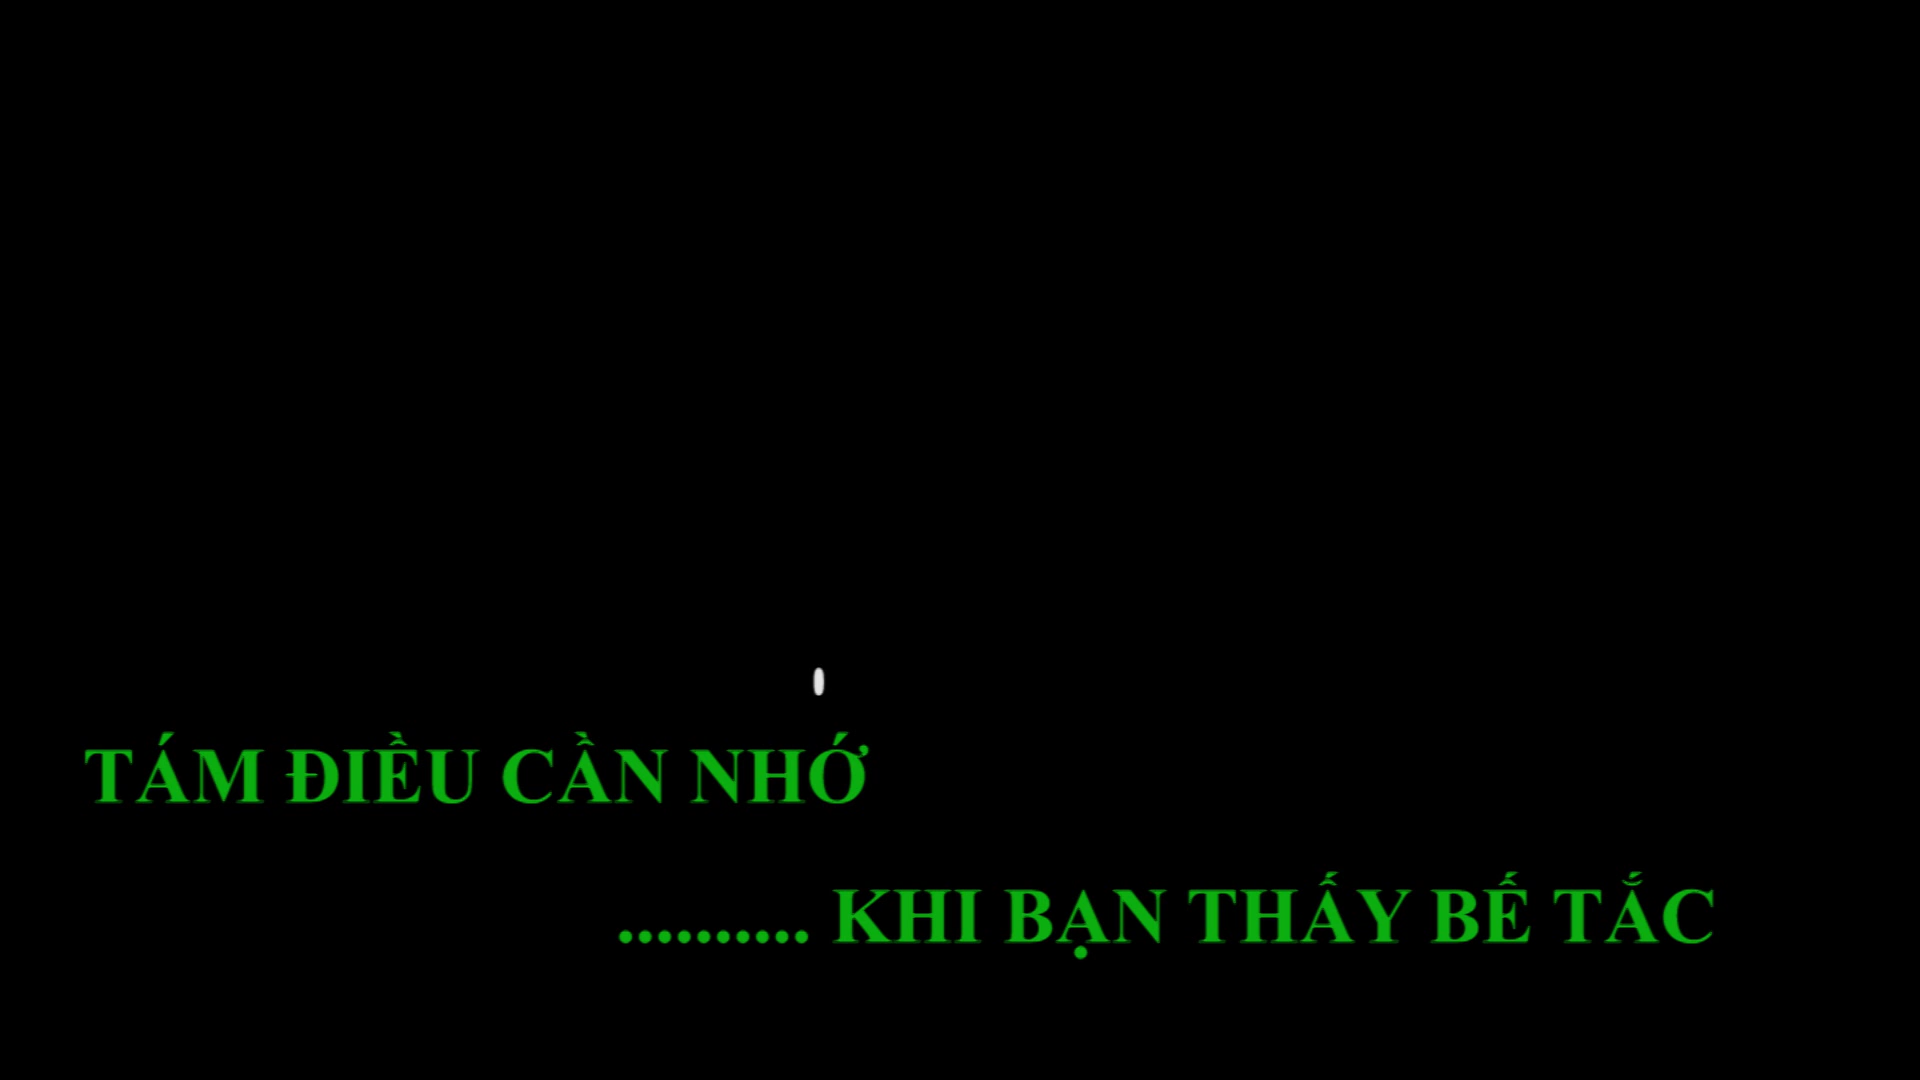 TÁM ĐIỀU CẦN NHỚ
.......... KHI BẠN THẤY BẾ TẮC